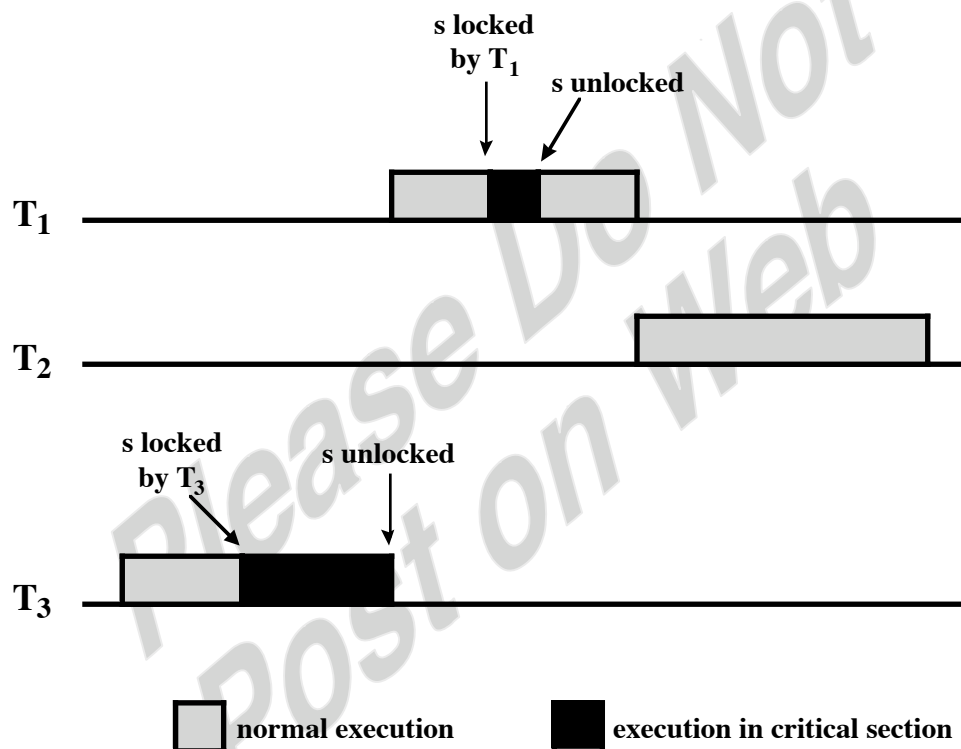 s locked
by T1
s unlocked
T1
T2
s locked
by T3
s unlocked
T3
normal execution
execution in critical section
Please Do Not
Post on Web